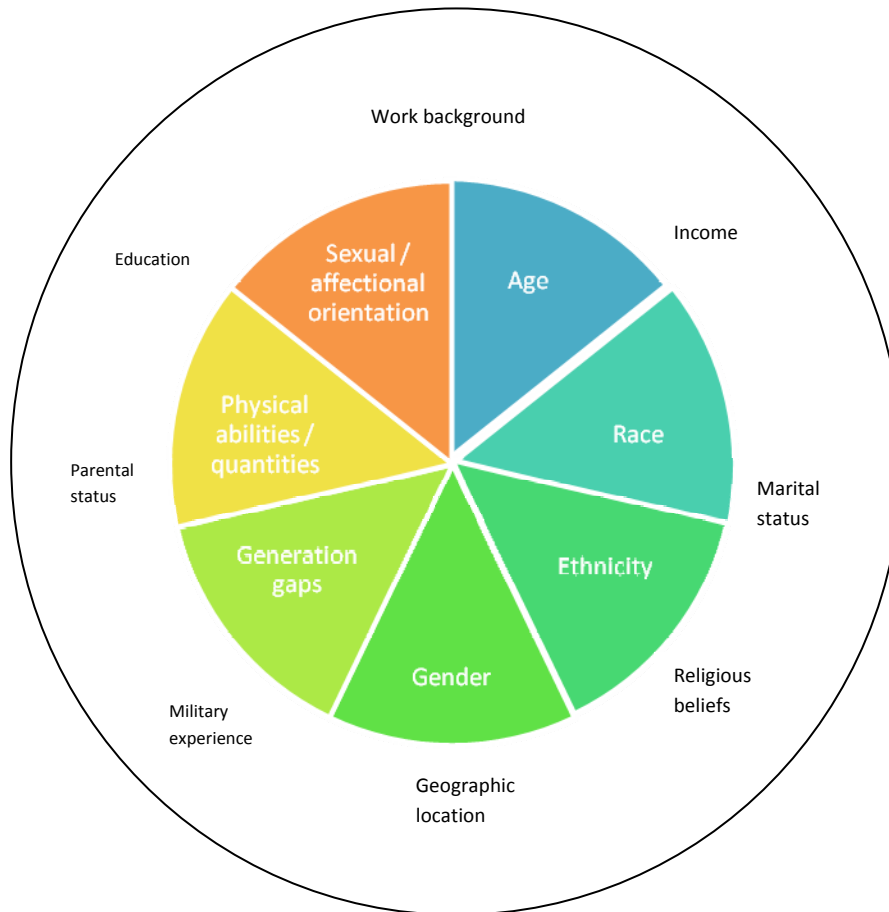 Work background
Income
Education
Sexual /
affectional
orientation
Age
Physical
abilities /
quantities
Race
Parental
status
Marital
status
Generation
gaps
Ethnicity
Gender
Religious
beliefs
Military
experience
Geographic
location